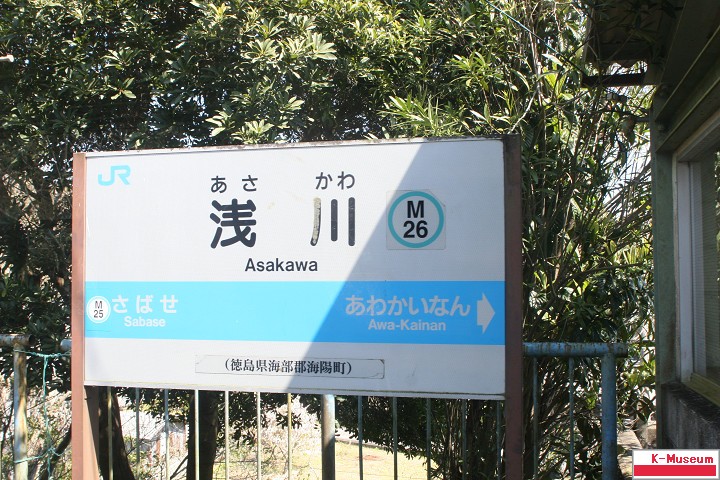 JR
あさ かわ
浅 川
Asakawa
M
26
M
25
さばせ
Sabase
あわかいなん
Awa-Kainan
(徳島県海部郡海陽町)
K-Museum